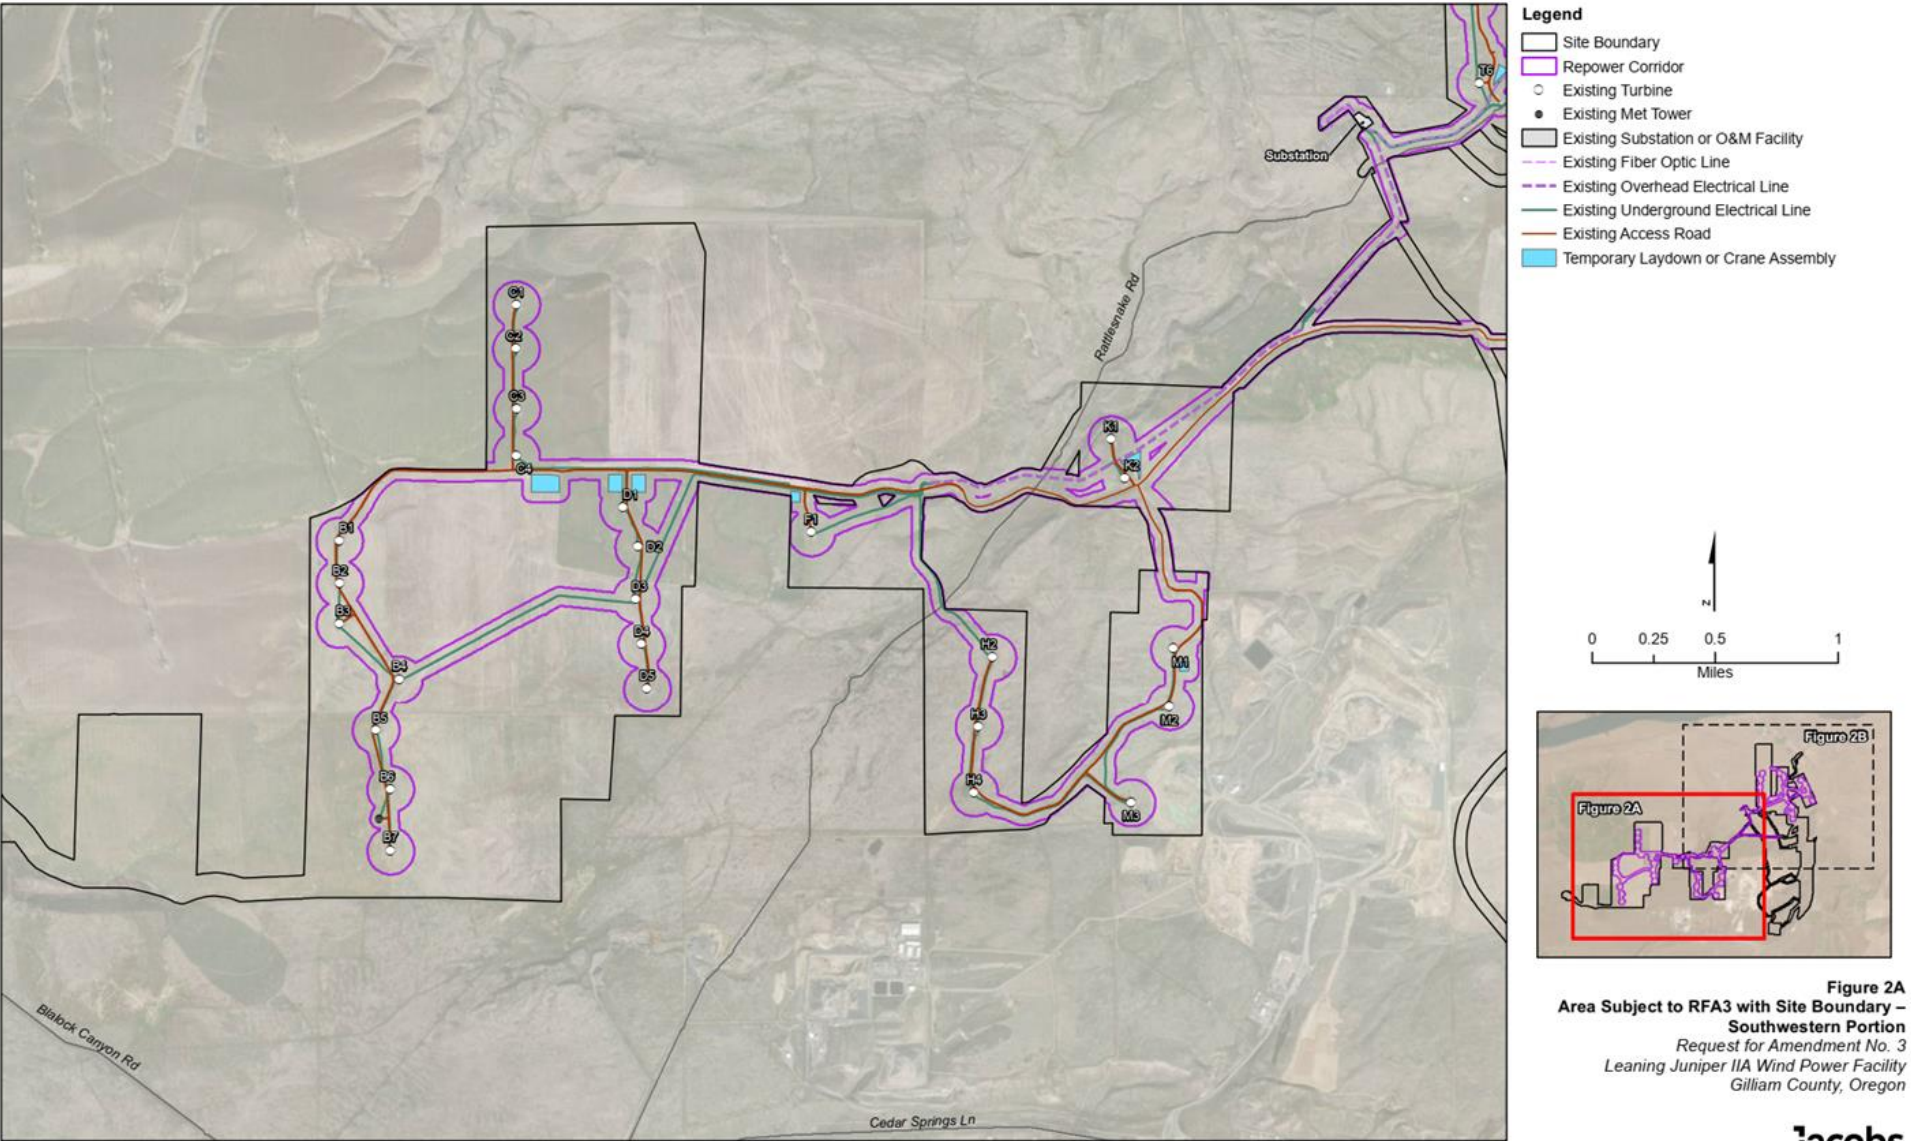 Legend
Site Boundary
Repower Corridor
Existing Turbine
Existing Met Tower
Existing Substation or O&M Facility
Existing Fiber Optic Line
Existing Overhead Electrical Line
Existing Underground Electrical Line
Existing Access Road
Temporary Laydown or Crane Assembly
T6
Substation
Rattlesnake Rd
C1
C2
C3
C4
K1
K2
D1
D2
D3
D4
D5
F1
B1
B2
B3
B4
B5
B6
B7
H2
H3
H4
M1
M2
M3
Blalock Canyon Rd
Cedar Springs Ln
N
0 0.25 0.5 1
Miles
Figure 2B
Figure 2A
Figure 2A
Area Subject to RFA3 with Site Boundary –
Southwestern Portion
Request for Amendment No. 3
Leaning Juniper IIA Wind Power Facility
Gilliam County, Oregon
Jacobs